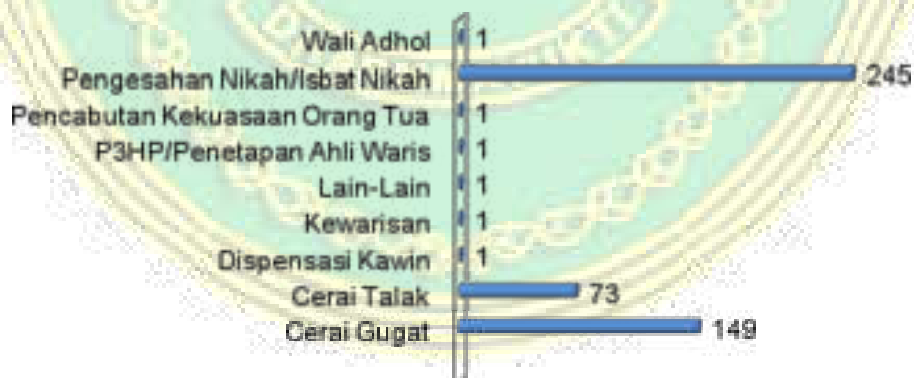 Wali Adhol 1
Pengesahan Nikah/Isbat Nikah 245
Pencabutan Kekuasaan Orang Tua 1
P3HP/Penetapan Ahli Waris 1
Lain-Lain 1
Kewarisan 1
Dispensasi Kawin 1
Cerai Talak 73
Cerai Gugat 149